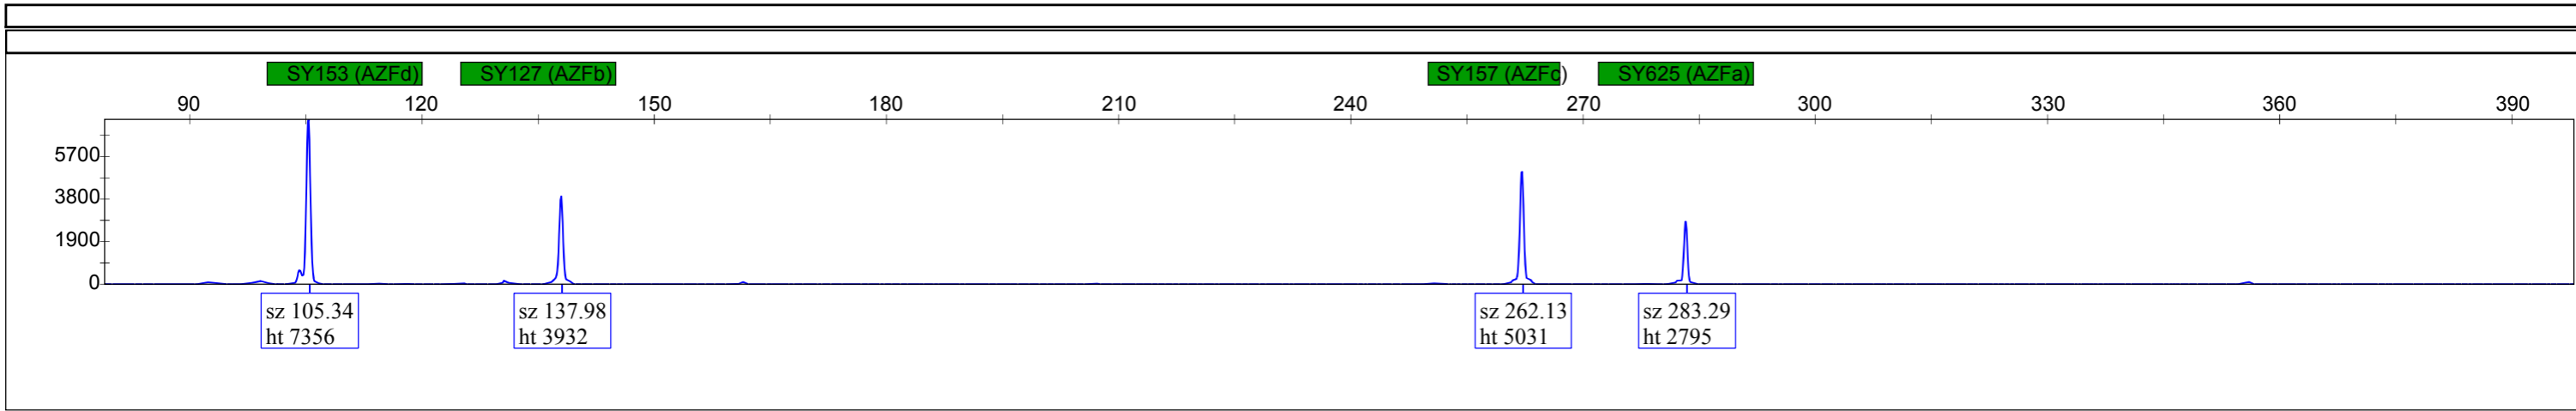 SY153 (AZFd) SY127 (AZFb) SY157 (AZFc) SY625 (AZFa)
90 120 150 180 210 240 270 300 330 360 390
5700
3800
1900
0
sz 105.34 sz 137.98 sz 262.13 sz 283.29
ht 7356 ht 3932 ht 5031 ht 2795